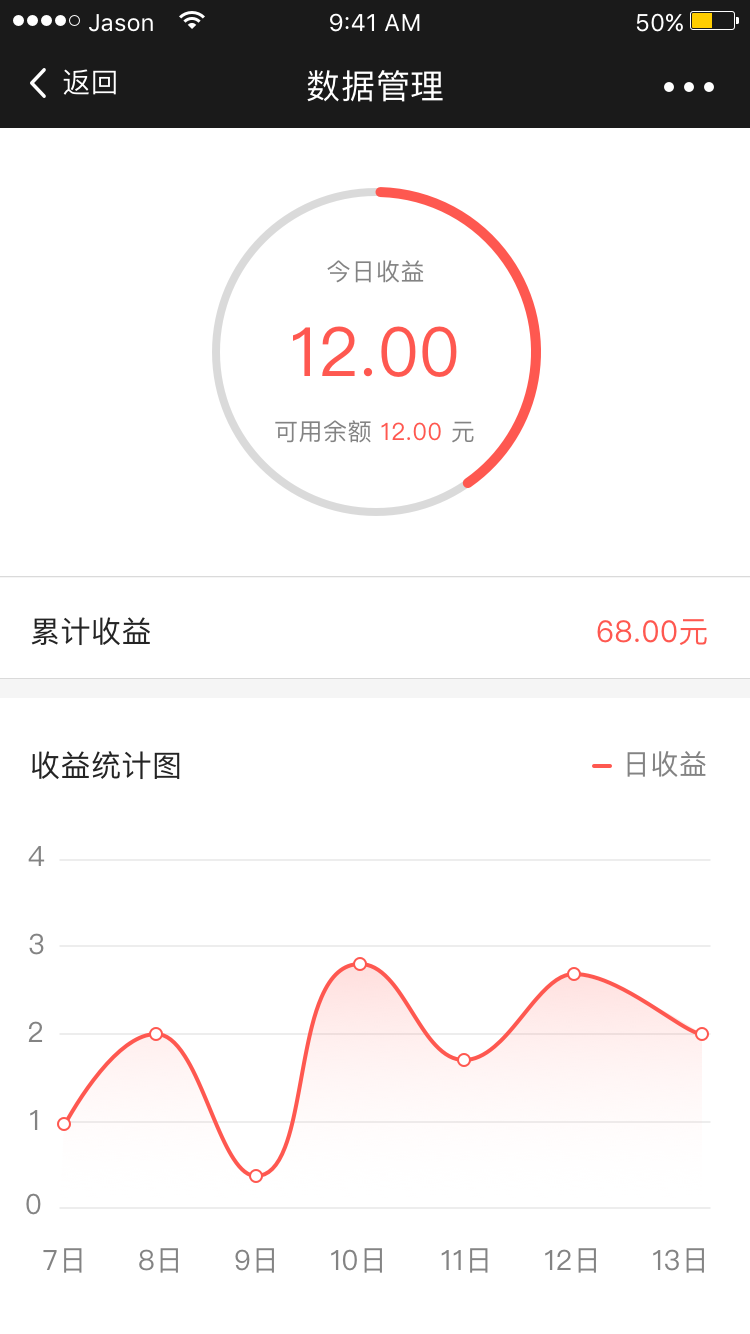 Jason 9:41 AM 50%
返回 数据管理
今日收益
12.00
可用余额 12.00 元
累计收益 68.00元
收益统计图 日收益
4
3
2
1
0
7日 8日 9日 10日 11日 12日 13日